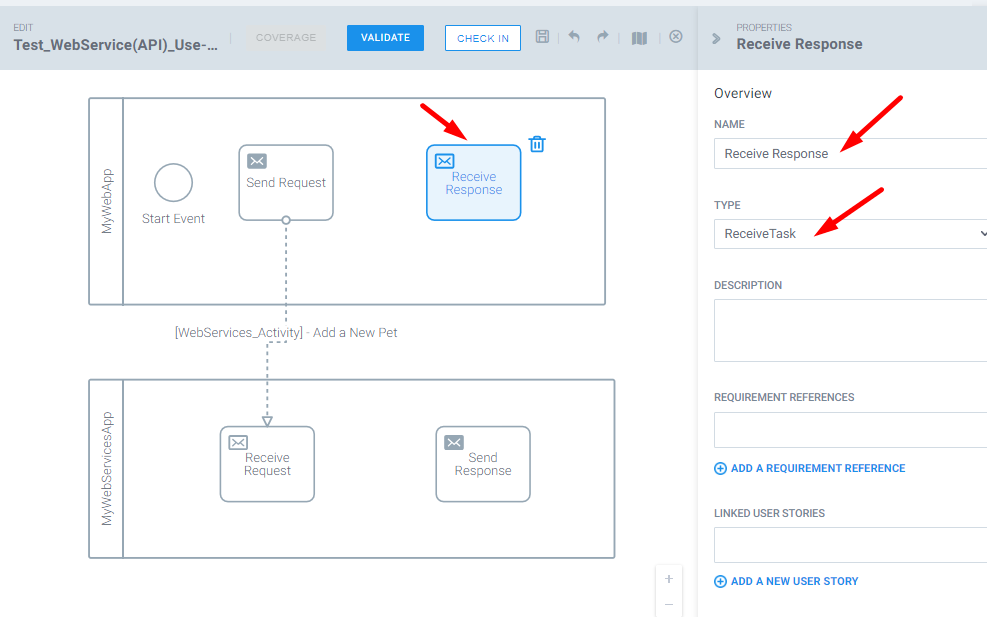 EDIT
Test_WebService(API)_Use-...
COVERAGE
VALIDATE
CHECK IN
PROPERTIES
Receive Response
MyWebApp
Start Event
Send Request
Receive
Response
[WebServices_Activity] - Add a New Pet
MyWebServicesApp
Receive
Request
Send
Response
+
−
Overview
NAME
Receive Response
TYPE
ReceiveTask
DESCRIPTION
REQUIREMENT REFERENCES
ADD A REQUIREMENT REFERENCE
LINKED USER STORIES
ADD A NEW USER STORY